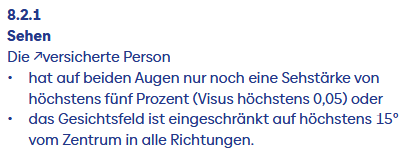 8.2.1
Sehen
Die ↗versicherte Person
• hat auf beiden Augen nur noch eine Sehstärke von
höchstens fünf Prozent (Visus höchstens 0,05) oder
• das Gesichtsfeld ist eingeschränkt auf höchstens 15°
vom Zentrum in alle Richtungen.